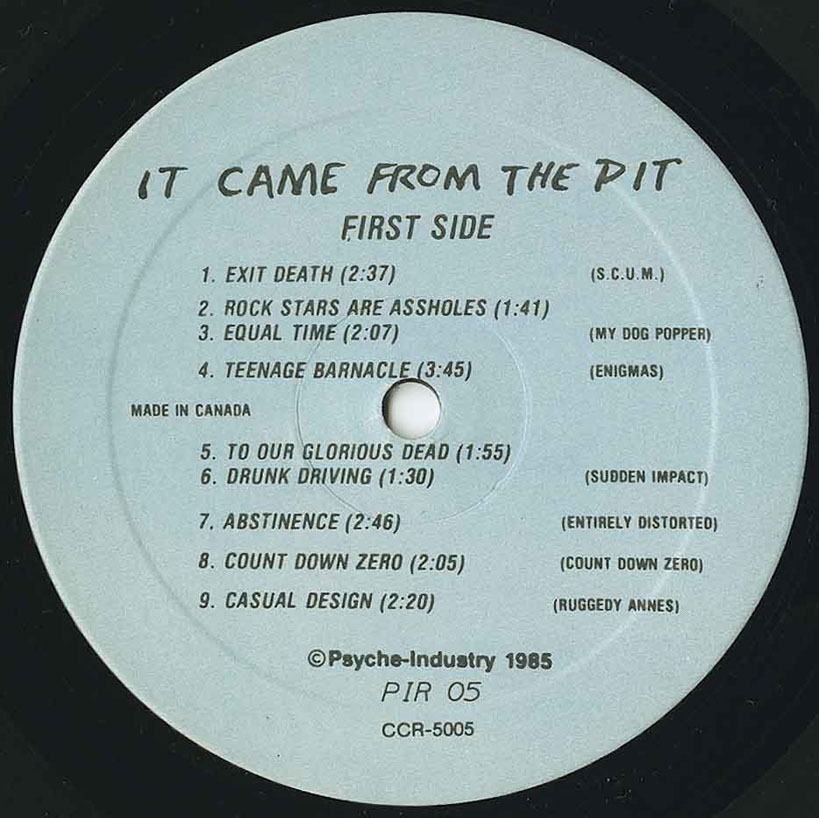 IT CAME FROM THE PIT
FIRST SIDE
1. EXIT DEATH (2:37) (S.C.U.M.)
2. ROCK STARS ARE ASSHOLES (1:41)
3. EQUAL TIME (2:07) (MY DOG POPPER)
4. TEENAGE BARNACLE (3:45) (ENIGMAS)
MADE IN CANADA
5. TO OUR GLORIOUS DEAD (1:55)
6. DRUNK DRIVING (1:30) (SUDDEN IMPACT)
7. ABSTINENCE (2:46) (ENTIRELY DISTORTED)
8. COUNT DOWN ZERO (2:05) (COUNT DOWN ZERO)
9. CASUAL DESIGN (2:20) (RUGGEDY ANNES)
©Psyche-Industry 1985
PIR 05
CCR-5005